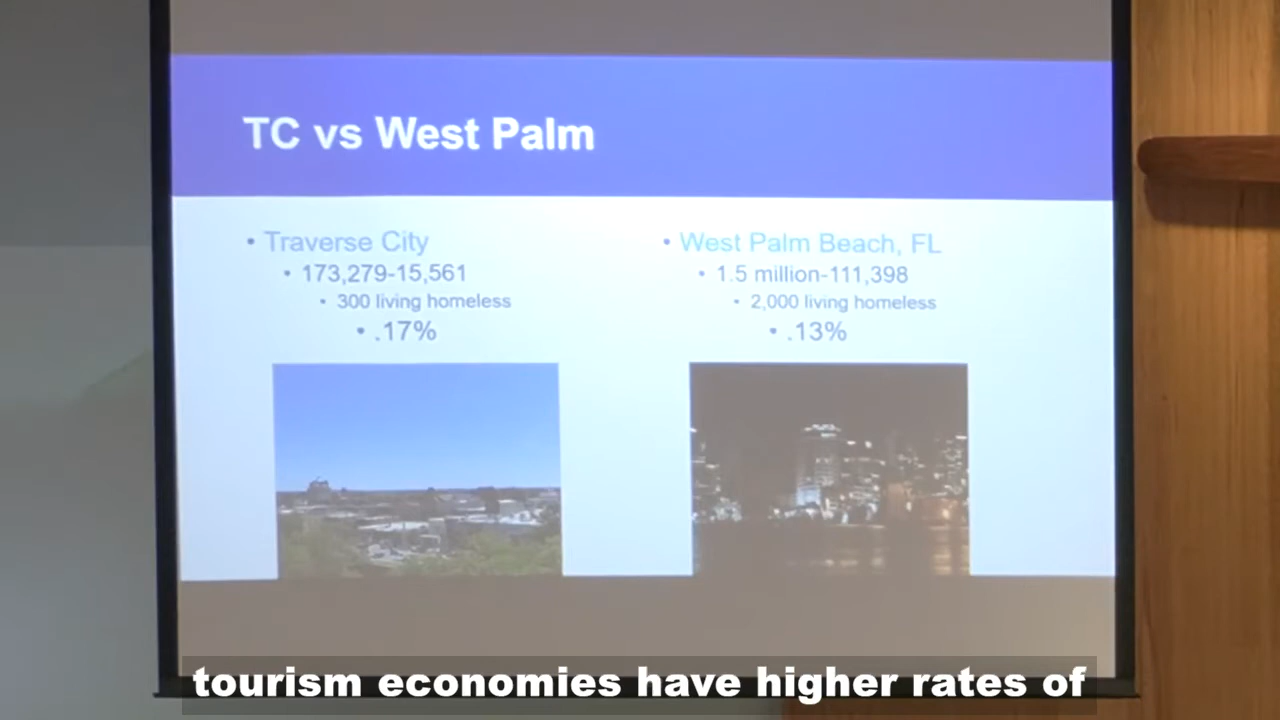 TC vs West Palm
• Traverse City
• 173,279-15,561
• 300 living homeless
• .17%
• West Palm Beach, FL
• 1.5 million-111,398
• 2,000 living homeless
• .13%
tourism economies have higher rates of